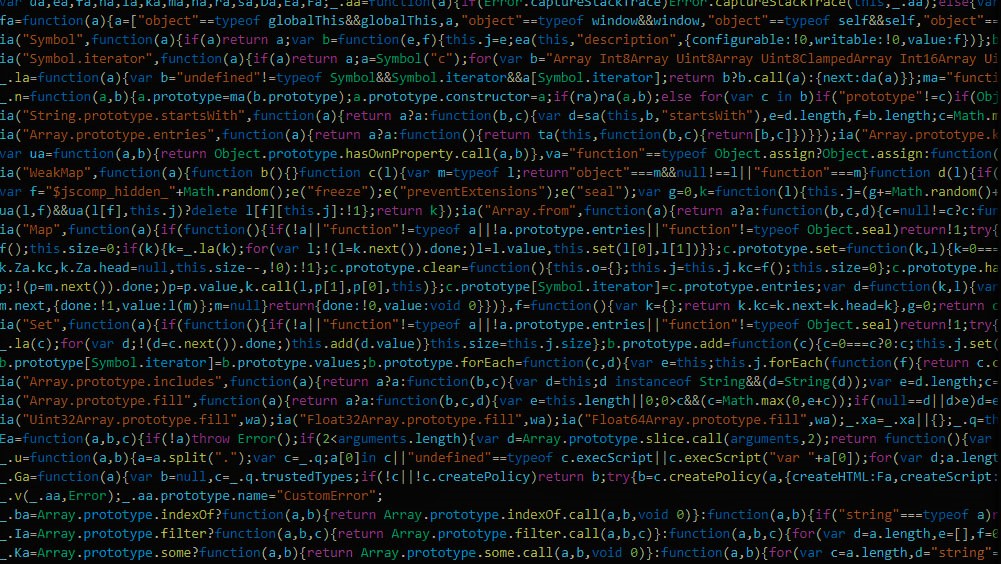 var ua,ea,fa,ha,ia,ka,ma,na,ra,sa,Da,Ea,Fa;_.aa=function(a){if(Error.captureStackTrace)Error.captureStackTrace(this,_.aa);else{va
fa=function(a){a=["object"==typeof globalThis&&globalThis,a,"object"==typeof window&&window,"object"==typeof self&&self,"object"=
ia("Symbol",function(a){if(a)return a;var b=function(e,f){this.j=e;ea(this,"description",{configurable:!0,writable:!0,value:f})};b
ia("Symbol.iterator",function(a){if(a)return a;a=Symbol("c");for(var b="Array Int8Array Uint8Array Uint8ClampedArray Int16Array Ui
_.la=function(a){var b="undefined"!=typeof Symbol&&Symbol.iterator&&a[Symbol.iterator];return b?b.call(a):{next:da(a)}};ma="functi
_.n=function(a,b){a.prototype=ma(b.prototype);a.prototype.constructor=a;if(ra)ra(a,b);else for(var c in b)if("prototype"!=c)if(Obj
ia("String.prototype.startsWith",function(a){return a?a:function(b,c){var d=sa(this,b,"startsWith"),e=d.length,f=b.length;c=Math.m
ia("Array.prototype.entries",function(a){return a?a:function(){return ta(this,function(b,c){return[b,c]})}});ia("Array.prototype.k
var ua=function(a,b){return Object.prototype.hasOwnProperty.call(a,b)},va="function"==typeof Object.assign?Object.assign:function(
ia("WeakMap",function(a){function b(){}function c(l){var m=typeof l;return"object"===m&&null!==l||"function"===m}function d(l){if(
var f="$jscomp_hidden_"+Math.random();e("freeze");e("preventExtensions");e("seal");var g=0,k=function(l){this.j=(g+=Math.random()+
ua(l,f)&&ua(l[f],this.j)?delete l[f][this.j]:!1};return k});ia("Array.from",function(a){return a?a:function(b,c,d){c=null!=c?c:fun
ia("Map",function(a){if(function(){if(!a||"function"!=typeof a||!a.prototype.entries||"function"!=typeof Object.seal)return!1;try{
f();this.size=0;if(k){k=_.la(k);for(var l;!(l=k.next()).done;)l=l.value,this.set(l[0],l[1])}};c.prototype.set=function(k,l){k=0===
k.Za.kc,k.Za.head=null,this.size--,!0):!1};c.prototype.clear=function(){this.o={};this.j=this.j.kc=f();this.size=0};c.prototype.ha
p;!(p=m.next()).done;)p=p.value,k.call(l,p[1],p[0],this)};c.prototype[Symbol.iterator]=c.prototype.entries;var d=function(k,l){var
m.next,{done:!1,value:l(m)};m=null}return{done:!0,value:void 0}})},f=function(){var k={};return k.kc=k.next=k.head=k},g=0;return c
ia("Set",function(a){if(function(){if(!a||"function"!=typeof a||!a.prototype.entries||"function"!=typeof Object.seal)return!1;try{
_.la(c);for(var d;!(d=c.next()).done;)this.add(d.value)}this.size=this.j.size};b.prototype.add=function(c){c=0===c?0:c;this.j.set(
b.prototype[Symbol.iterator]=b.prototype.values;b.prototype.forEach=function(c,d){var e=this;this.j.forEach(function(f){return c.c
ia("Array.prototype.includes",function(a){return a?a:function(b,c){var d=this;d instanceof String&&(d=String(d));var e=d.length;c=
ia("Array.prototype.fill",function(a){return a?a:function(b,c,d){var e=this.length||0;0>c&&(c=Math.max(0,e+c));if(null==d||d>e)d=e
ia("Uint32Array.prototype.fill",wa);ia("Float32Array.prototype.fill",wa);ia("Float64Array.prototype.fill",wa);_.xa=_.xa||{};_.q=th
Ea=function(a,b,c){if(!a)throw Error();if(2<arguments.length){var d=Array.prototype.slice.call(arguments,2);return function(){var
_.u=function(a,b){a=a.split(".");var c=_.q;a[0]in c||"undefined"==typeof c.execScript||c.execScript("var "+a[0]);for(var d;a.lengt
_.Ga=function(a){var b=null,c=_.q.trustedTypes;if(!c||!c.createPolicy)return b;try{b=c.createPolicy(a,{createHTML:Fa,createScript:
_.v(_.aa,Error);_.aa.prototype.name="CustomError";
_.ba=Array.prototype.indexOf?function(a,b){return Array.prototype.indexOf.call(a,b,void 0)}:function(a,b){if("string"===typeof a)r
_.Ia=Array.prototype.filter?function(a,b,c){return Array.prototype.filter.call(a,b,c)}:function(a,b,c){for(var d=a.length,e=[],f=0
_.Ka=Array.prototype.some?function(a,b){return Array.prototype.some.call(a,b,void 0)}:function(a,b){for(var c=a.length,d="string"=